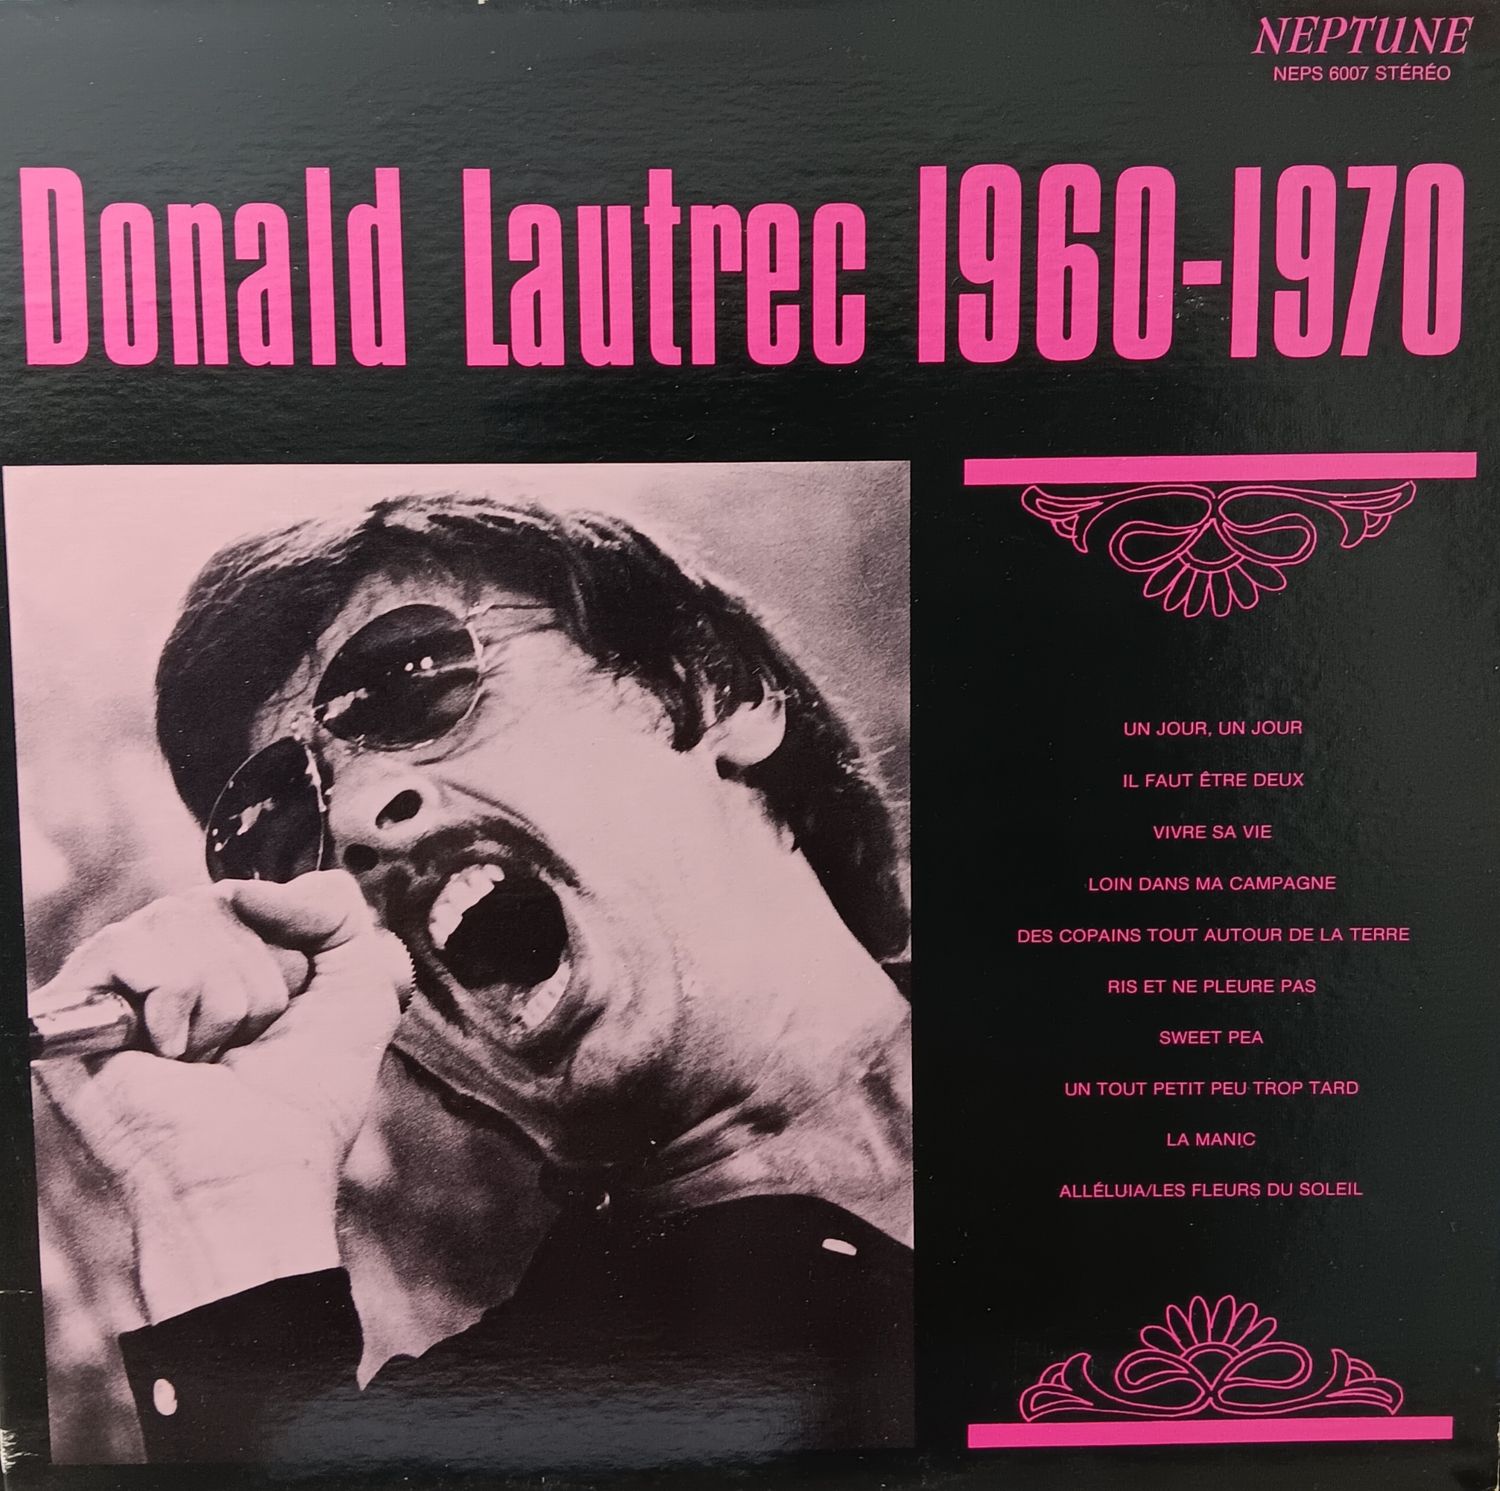 NEPTUNE
NEPS 6007 STÉRÉO
Donald Lautrec 1960-1970
UN JOUR, UN JOUR
IL FAUT ÊTRE DEUX
VIVRE SA VIE
LOIN DANS MA CAMPAGNE
DES COPAINS TOUT AUTOUR DE LA TERRE
RIS ET NE PLEURE PAS
SWEET PEA
UN TOUT PETIT PEU TROP TARD
LA MANIC
ALLÉLUIA/LES FLEURS DU SOLEIL